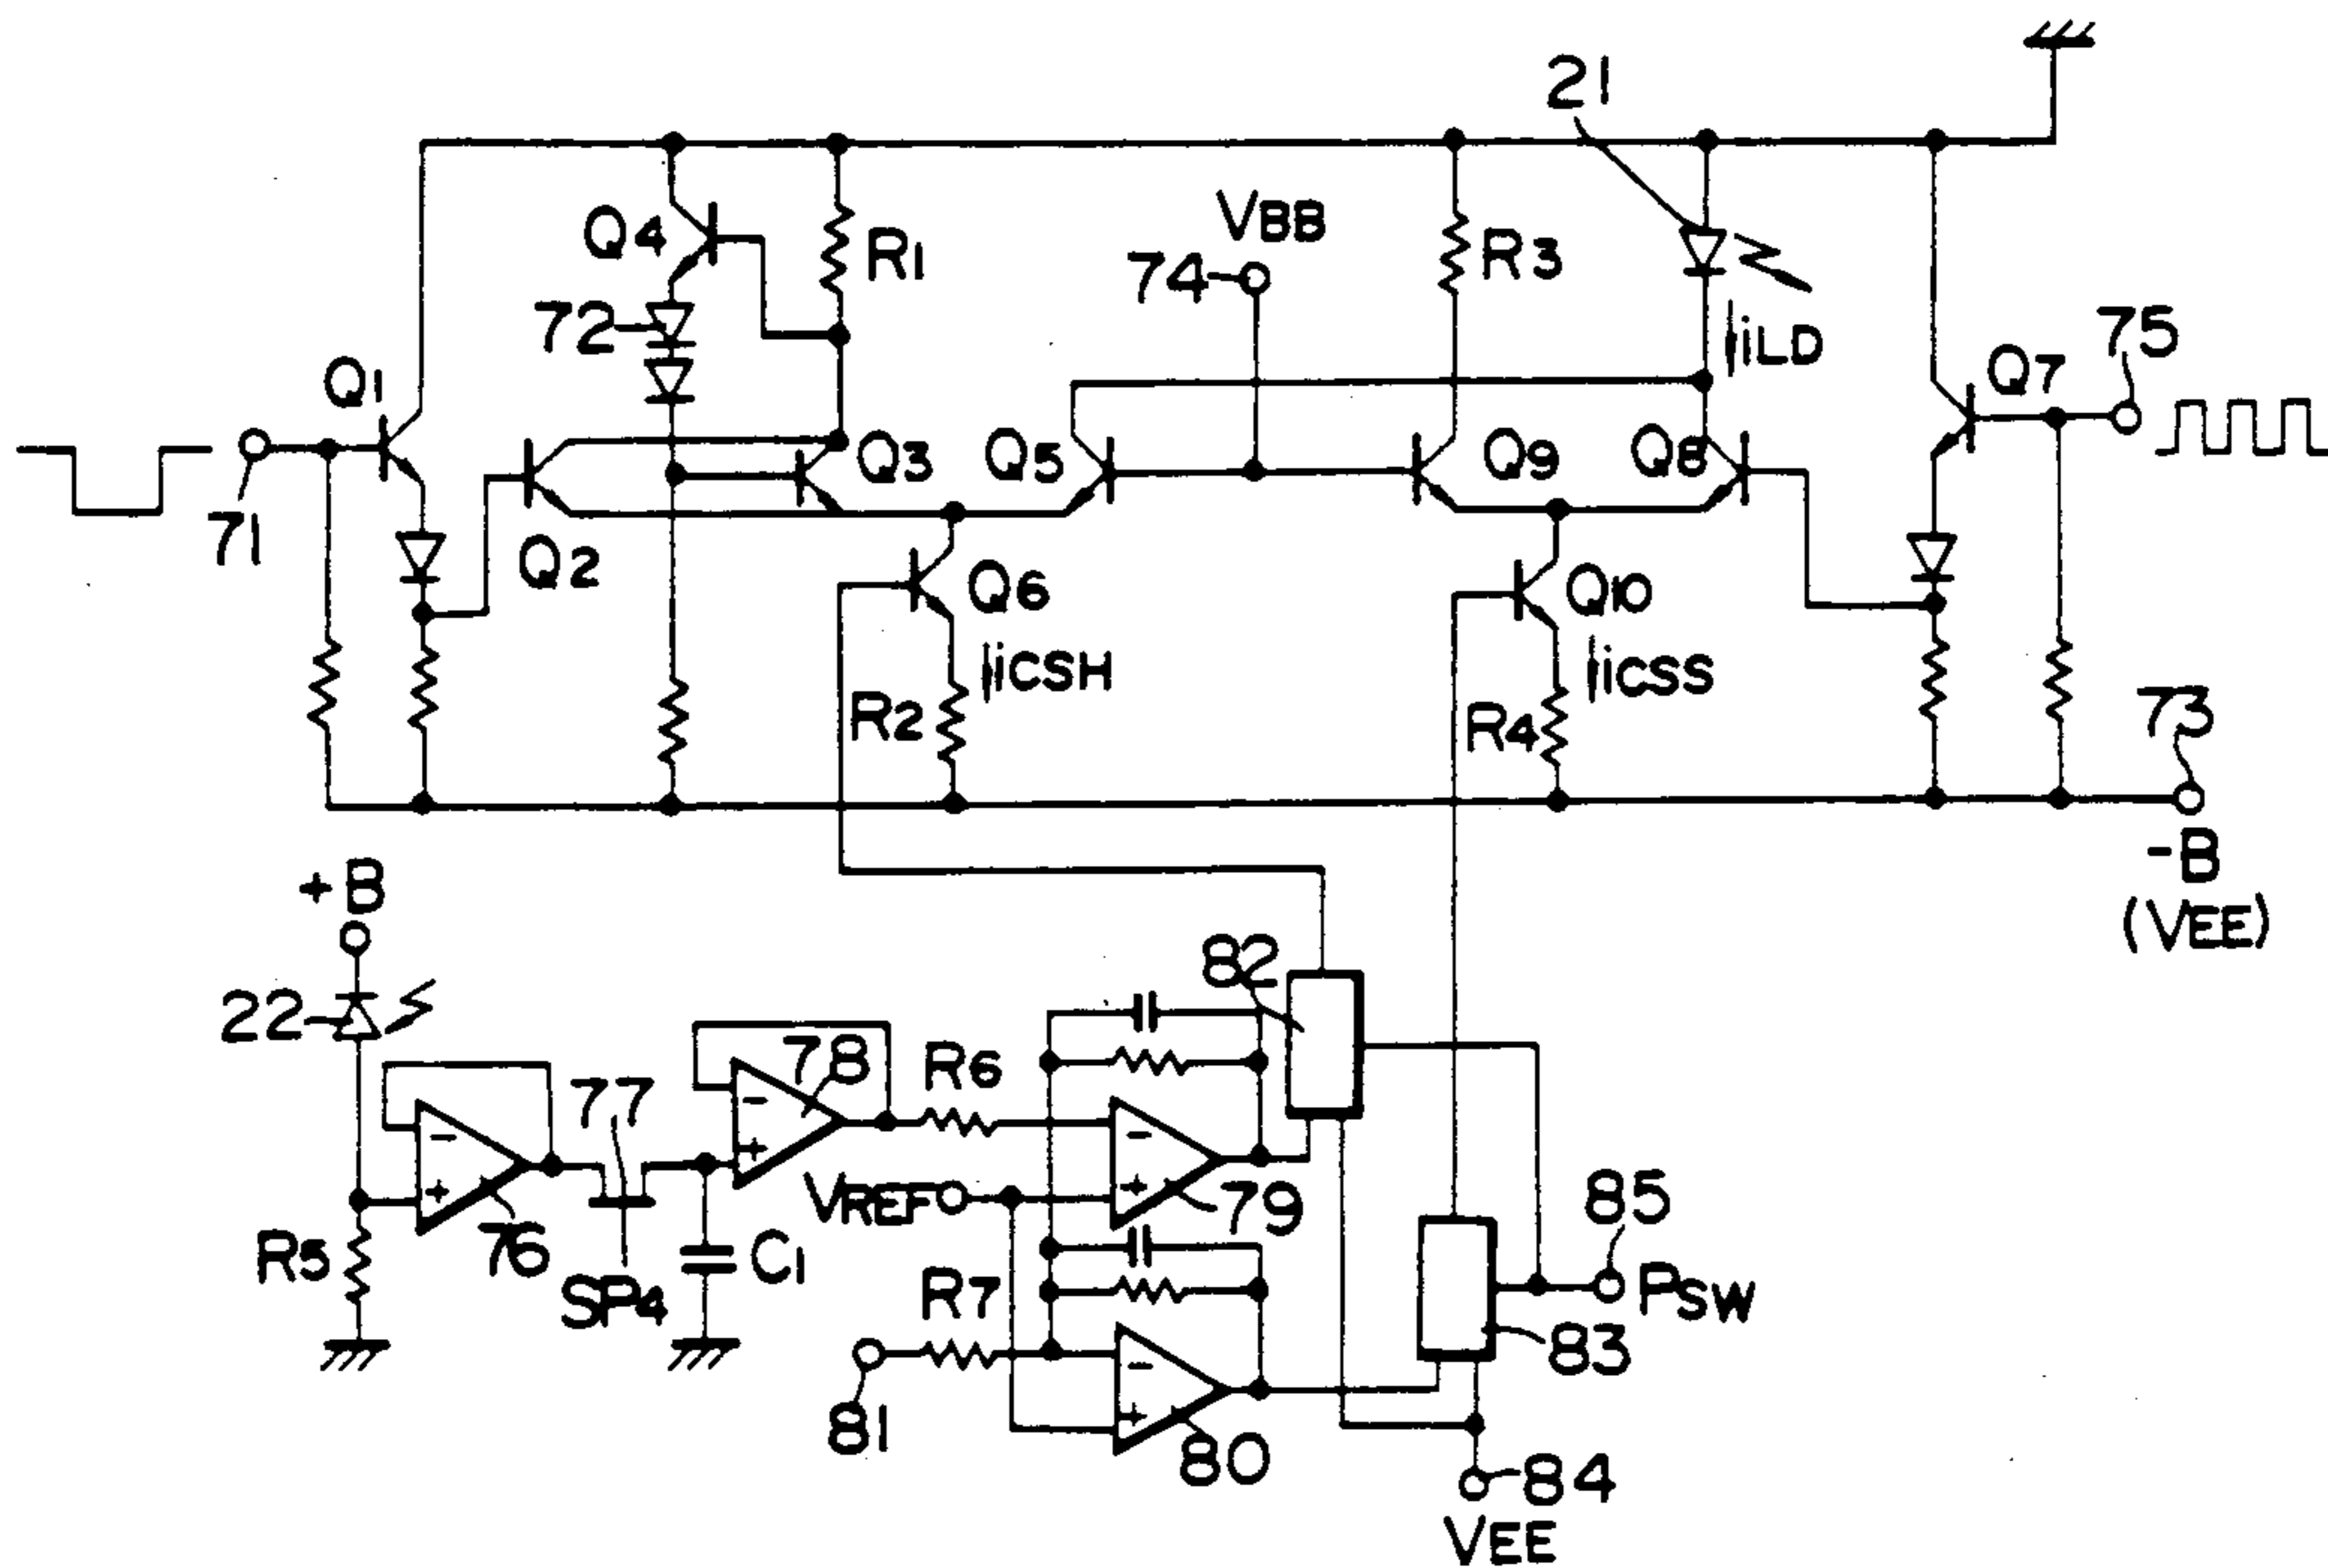 21
Q4
R1
VBB
74
R3
72
iLD
75
Q7
Q1
Q3
Q5
Q9
Q8
71
Q2
Q6
Q10
iCSH
iCSS
R2
R4
73
-B
(VEE)
+B
82
22
78
R6
77
VREF
79
85
R5
76
C1
SP4
R7
PSW
83
81
80
84
VEE
- + - + - + - +